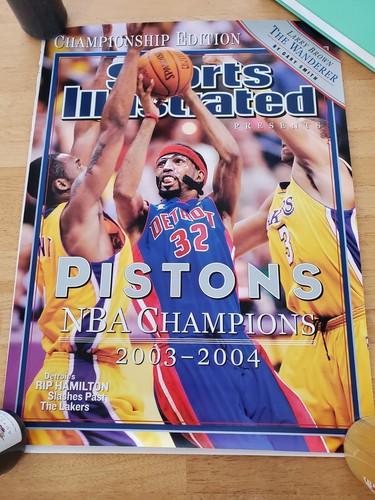 CHAMPIONSHIP EDITION
LARRY BROWN
THE WANDERER
BY GARY SMITH
Sports
Illustrated
PRESENTS
DETROIT
32
3
PISTONS
NBA CHAMPIONS
2003-2004
Detroit's
RIP HAMILTON
Slashes Past
The Lakers